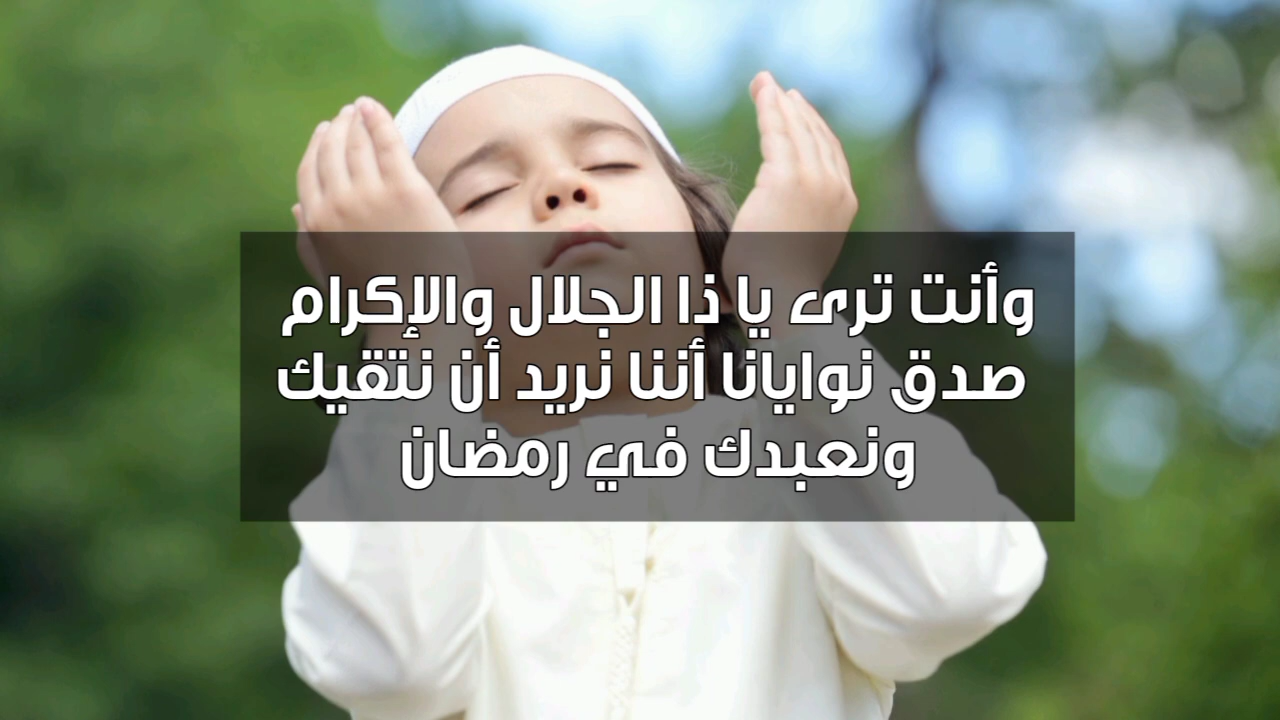 وأنت ترى يا ذا الجلال والإكرام
صدق نوايانا أننا نريد أن نتقيك
ونعبدك في رمضان